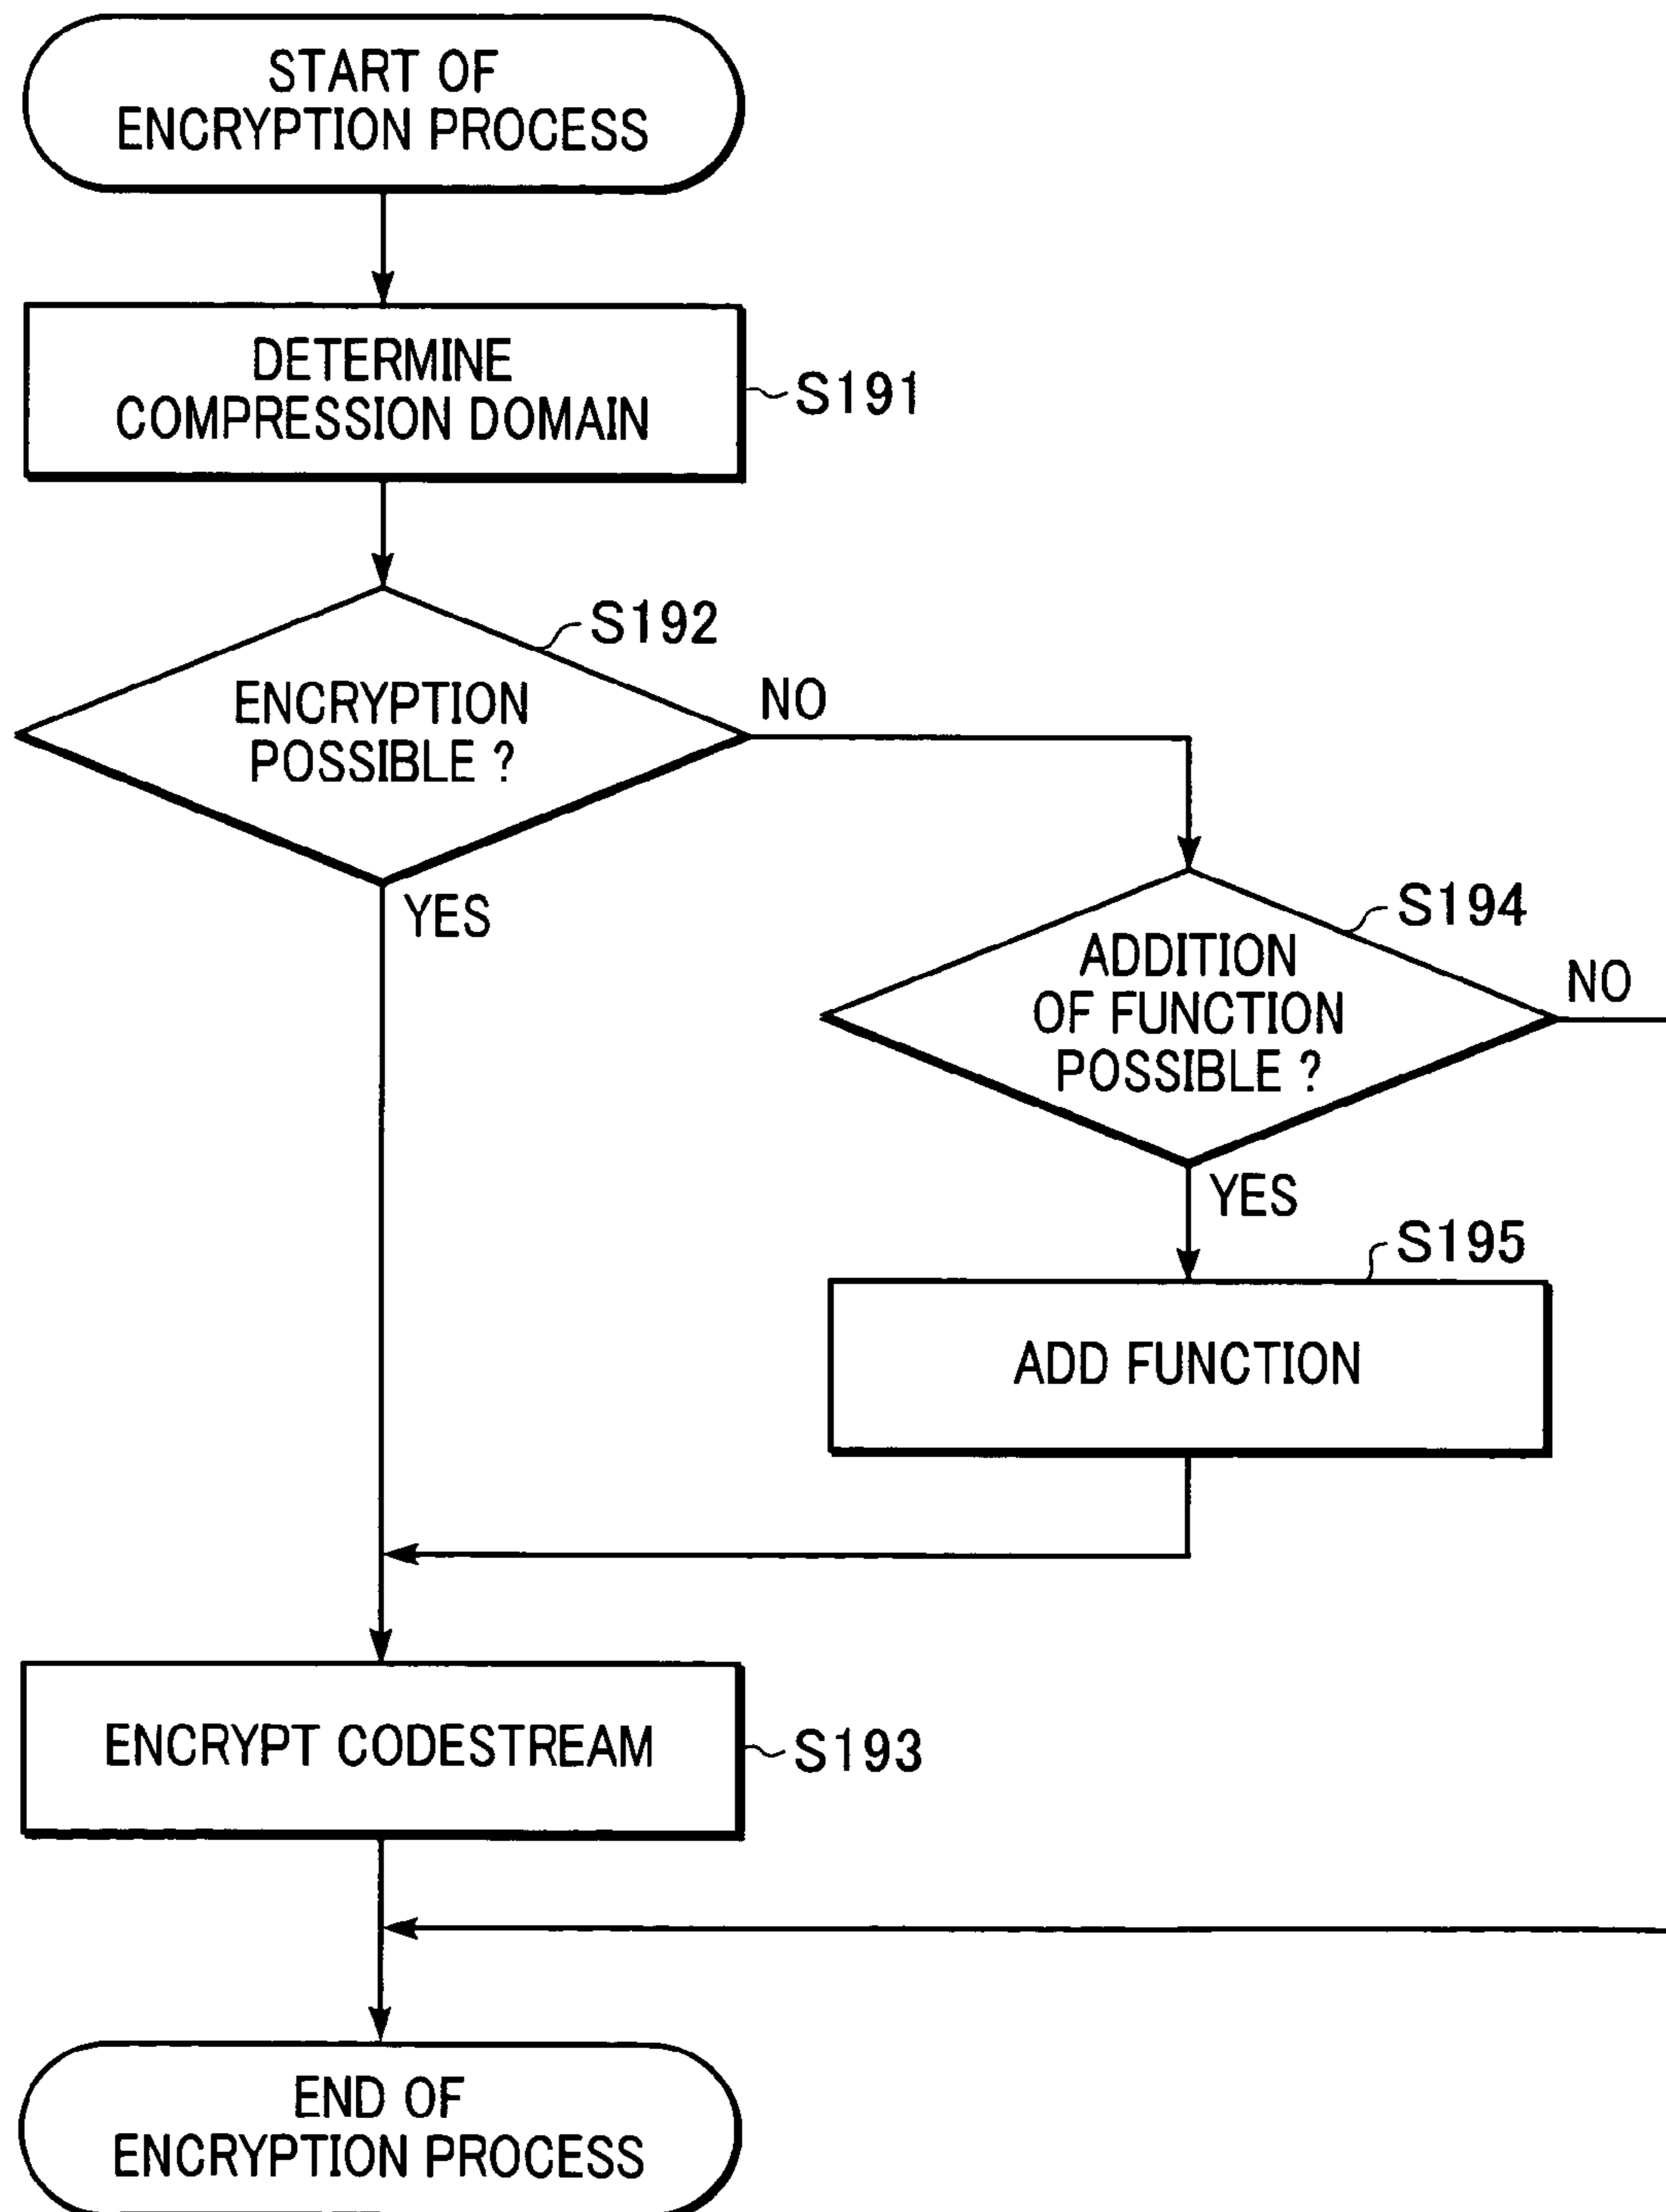 START OF
ENCRYPTION PROCESS
DETERMINE
COMPRESSION DOMAIN
S191
S192
ENCRYPTION
POSSIBLE ?
NO
YES
S194
ADDITION
OF FUNCTION
POSSIBLE ?
NO
YES
S195
ADD FUNCTION
ENCRYPT CODESTREAM
S193
END OF
ENCRYPTION PROCESS